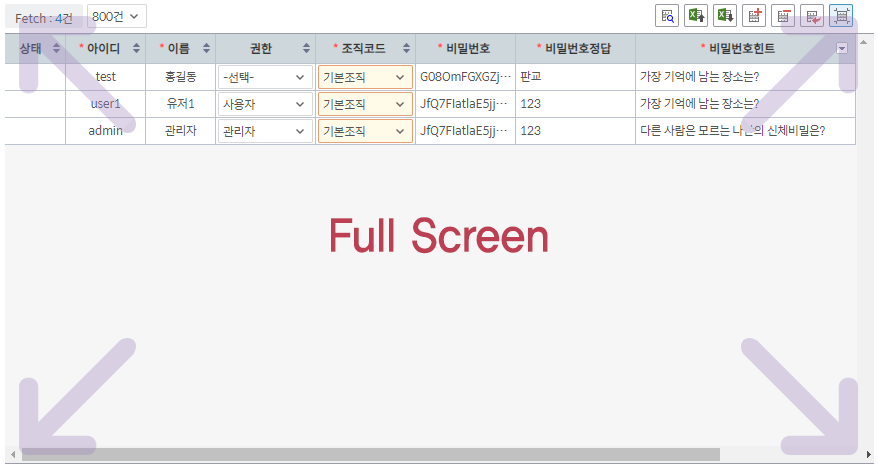 Fetch : 4건 800건
상태 * 아이디 * 이름 권한 * 조직코드 * 비밀번호 * 비밀번호정답 * 비밀번호힌트
test 홍길동 -선택- 기본조직 G08OmFGXGZj··· 판교 가장 기억에 남는 장소는?
user1 유저1 사용자 기본조직 JfQ7FIatlaE5jj··· 123 가장 기억에 남는 장소는?
admin 관리자 관리자 기본조직 JfQ7FIatlaE5jj··· 123 다른 사람은 모르는 나만의 신체비밀은?
Full Screen